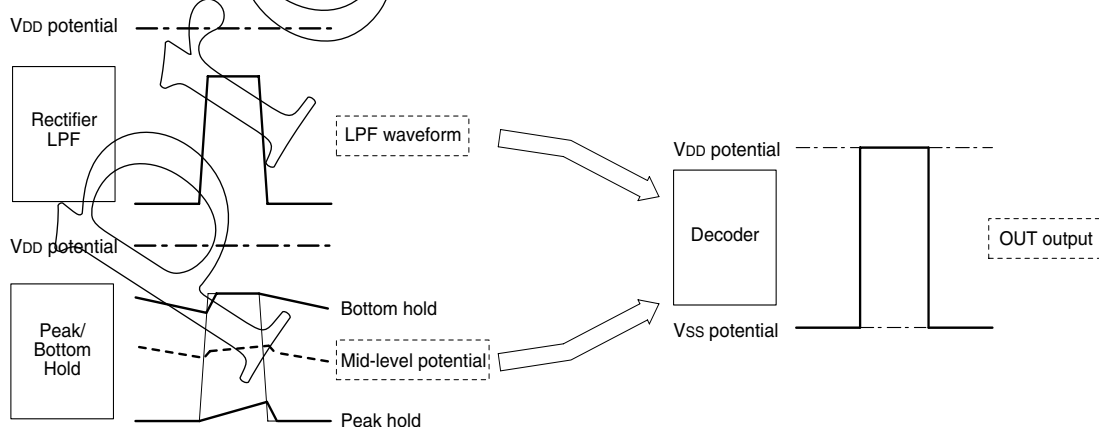 VDD potential
Rectifier
LPF
LPF waveform
VDD potential
Decoder
OUT output
VSS potential
VDD potential
Peak/
Bottom
Hold
Bottom hold
Mid-level potential
Peak hold